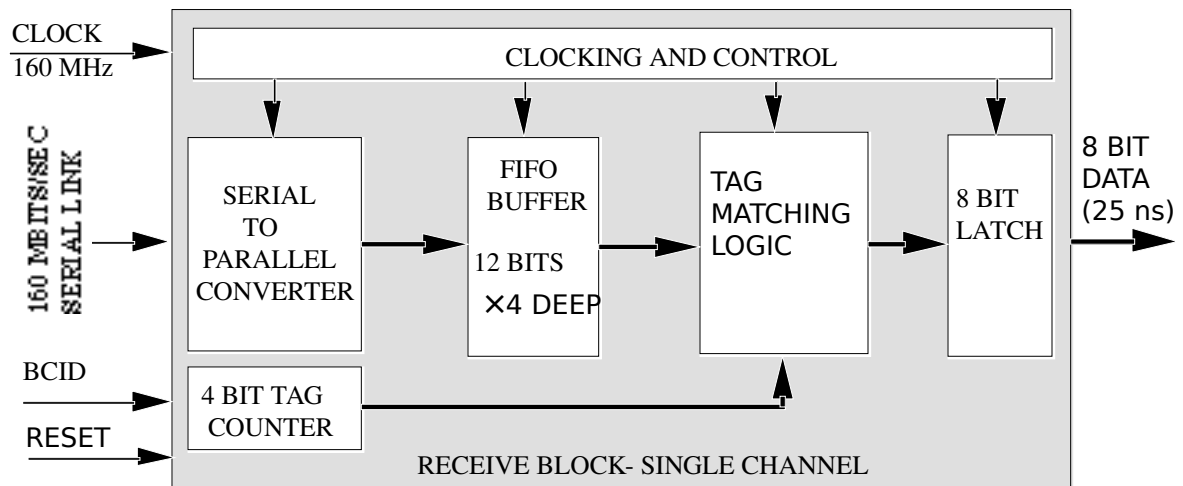 CLOCK
160 MHz
CLOCKING AND CONTROL
160 MBITS/SEC
SERIAL LINK
SERIAL
TO
PARALLEL
CONVERTER
FIFO
BUFFER
12 BITS
×4 DEEP
TAG
MATCHING
LOGIC
8 BIT
LATCH
8 BIT
DATA
(25 ns)
BCID
4 BIT TAG
COUNTER
RESET
RECEIVE BLOCK- SINGLE CHANNEL